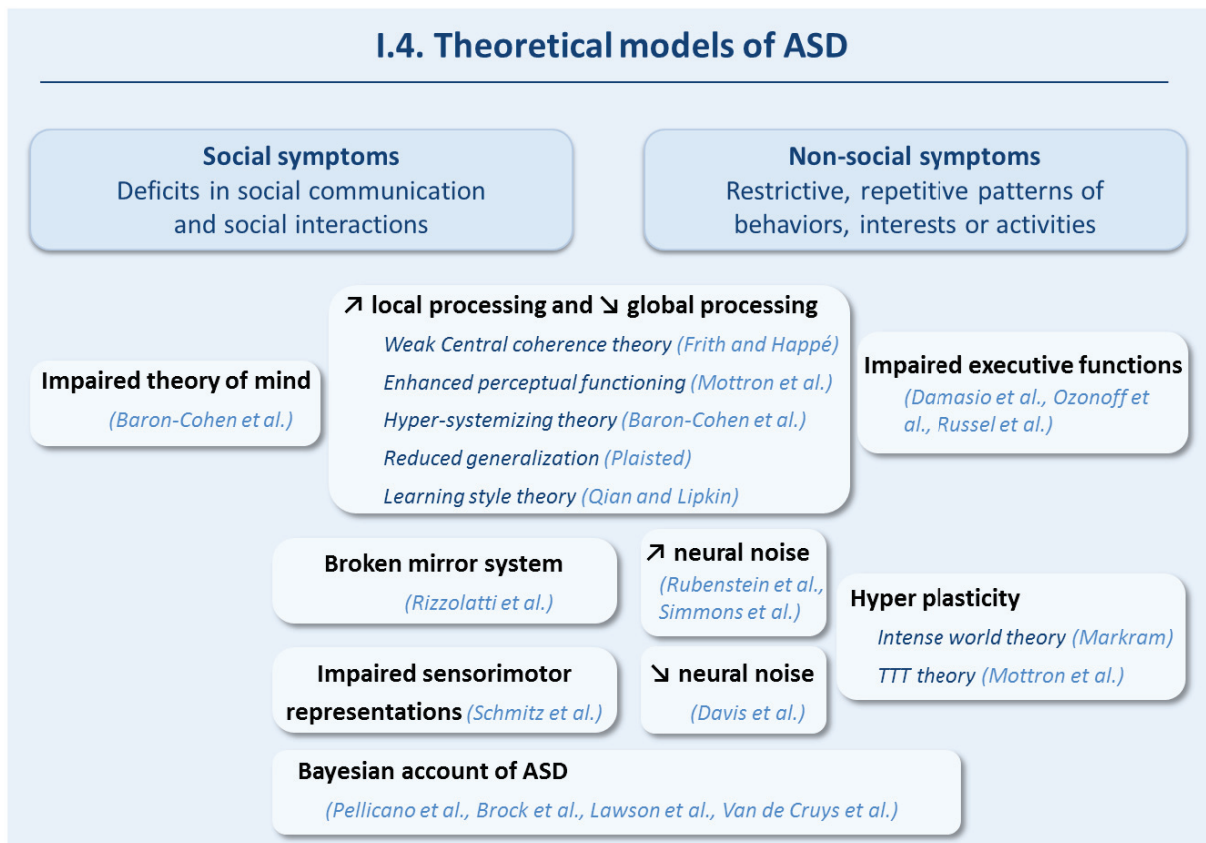 I.4. Theoretical models of ASD
Social symptoms
Deficits in social communication
and social interactions
Non-social symptoms
Restrictive, repetitive patterns of
behaviors, interests or activities
Impaired theory of mind
(Baron-Cohen et al.)
↗ local processing and ↘ global processing
Weak Central coherence theory (Frith and Happé)
Enhanced perceptual functioning (Mottron et al.)
Hyper-systemizing theory (Baron-Cohen et al.)
Reduced generalization (Plaisted)
Learning style theory (Qian and Lipkin)
Impaired executive functions
(Damasio et al., Ozonoff et
al., Russel et al.)
Broken mirror system
(Rizzolatti et al.)
↗ neural noise
(Rubenstein et al.,
Simmons et al.)
Hyper plasticity
Intense world theory (Markram)
TTT theory (Mottron et al.)
Impaired sensorimotor
representations (Schmitz et al.)
↘ neural noise
(Davis et al.)
Bayesian account of ASD
(Pellicano et al., Brock et al., Lawson et al., Van de Cruys et al.)